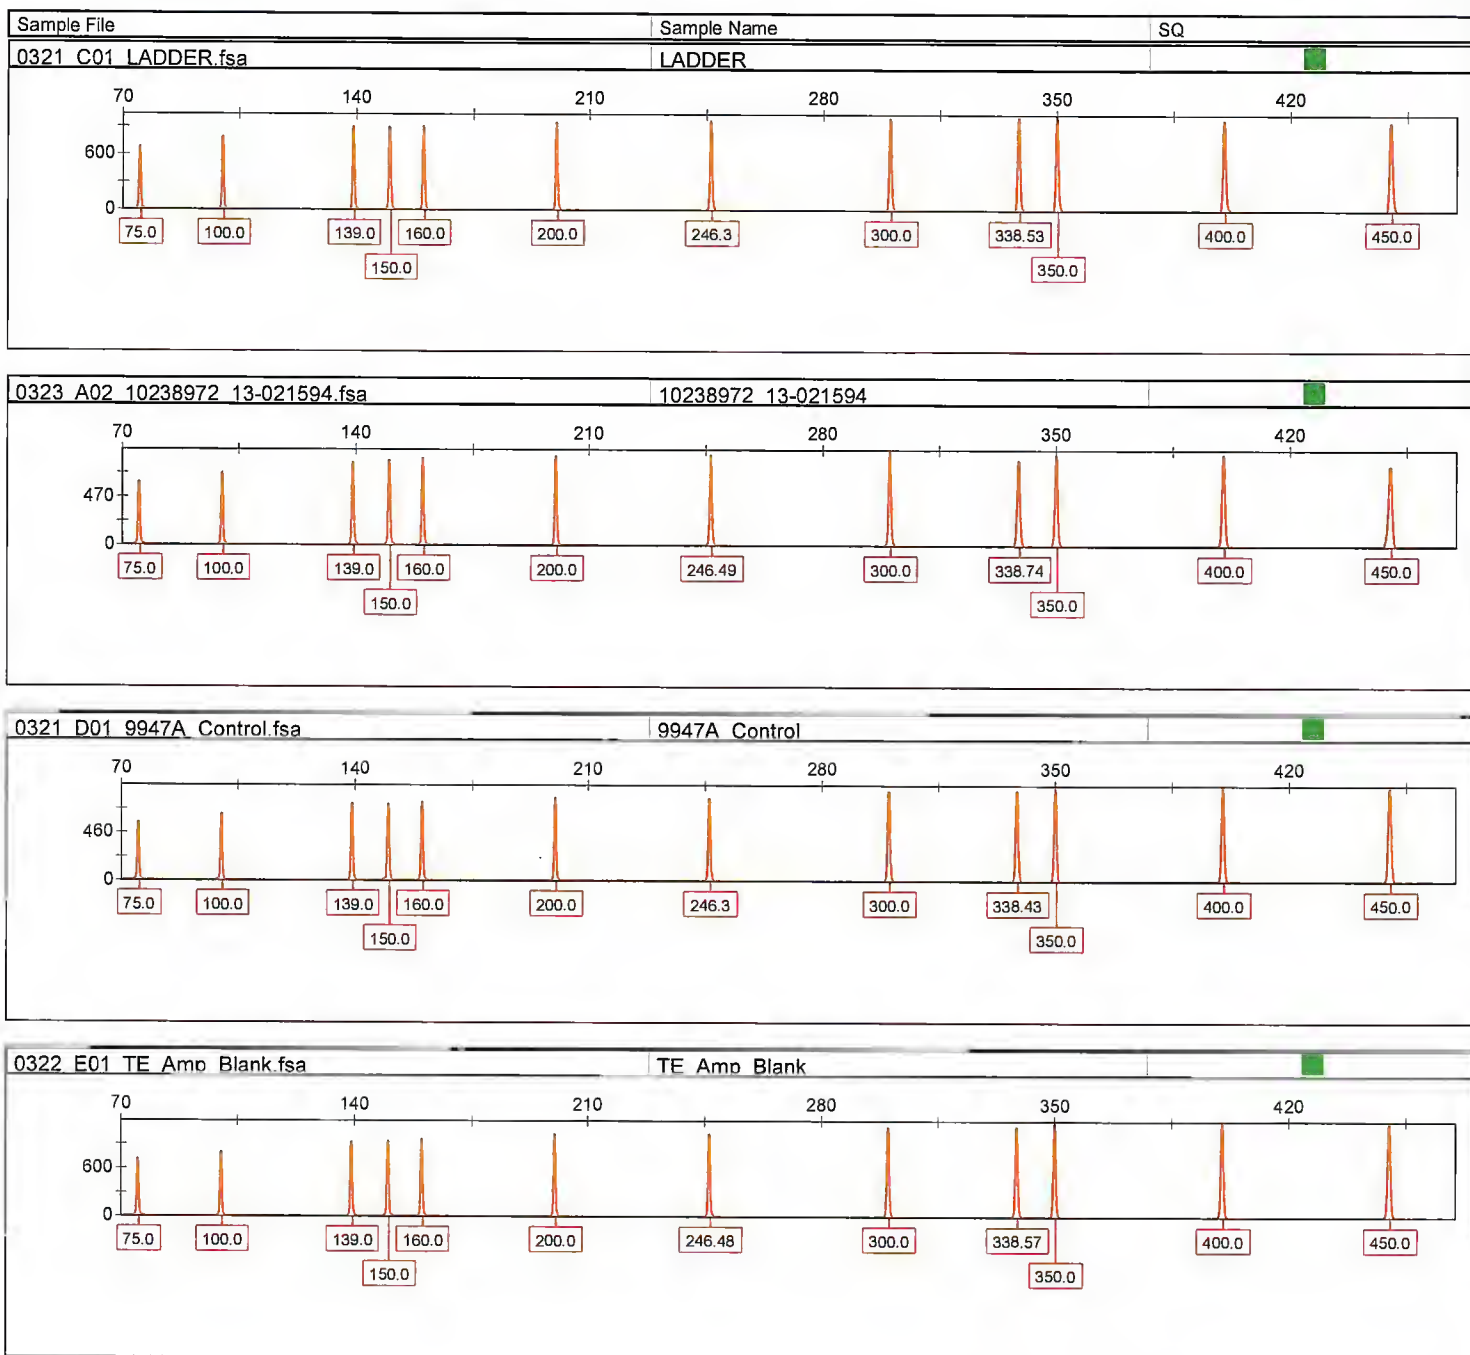 Sample File Sample Name SQ
0321_C01_LADDER.fsa LADDER
70 140 210 280 350 420
600
0
75.0 100.0 139.0 160.0 200.0 246.3 300.0 338.53 400.0 450.0
150.0 350.0
0323_A02_10238972_13-021594.fsa 10238972_13-021594
70 140 210 280 350 420
470
0
75.0 100.0 139.0 160.0 200.0 246.49 300.0 338.74 400.0 450.0
150.0 350.0
0321_D01_9947A_Control.fsa 9947A_Control
70 140 210 280 350 420
460
0
75.0 100.0 139.0 160.0 200.0 246.3 300.0 338.43 400.0 450.0
150.0 350.0
0322_E01_TE_Amp_Blank.fsa TE_Amp_Blank
70 140 210 280 350 420
600
0
75.0 100.0 139.0 160.0 200.0 246.48 300.0 338.57 400.0 450.0
150.0 350.0